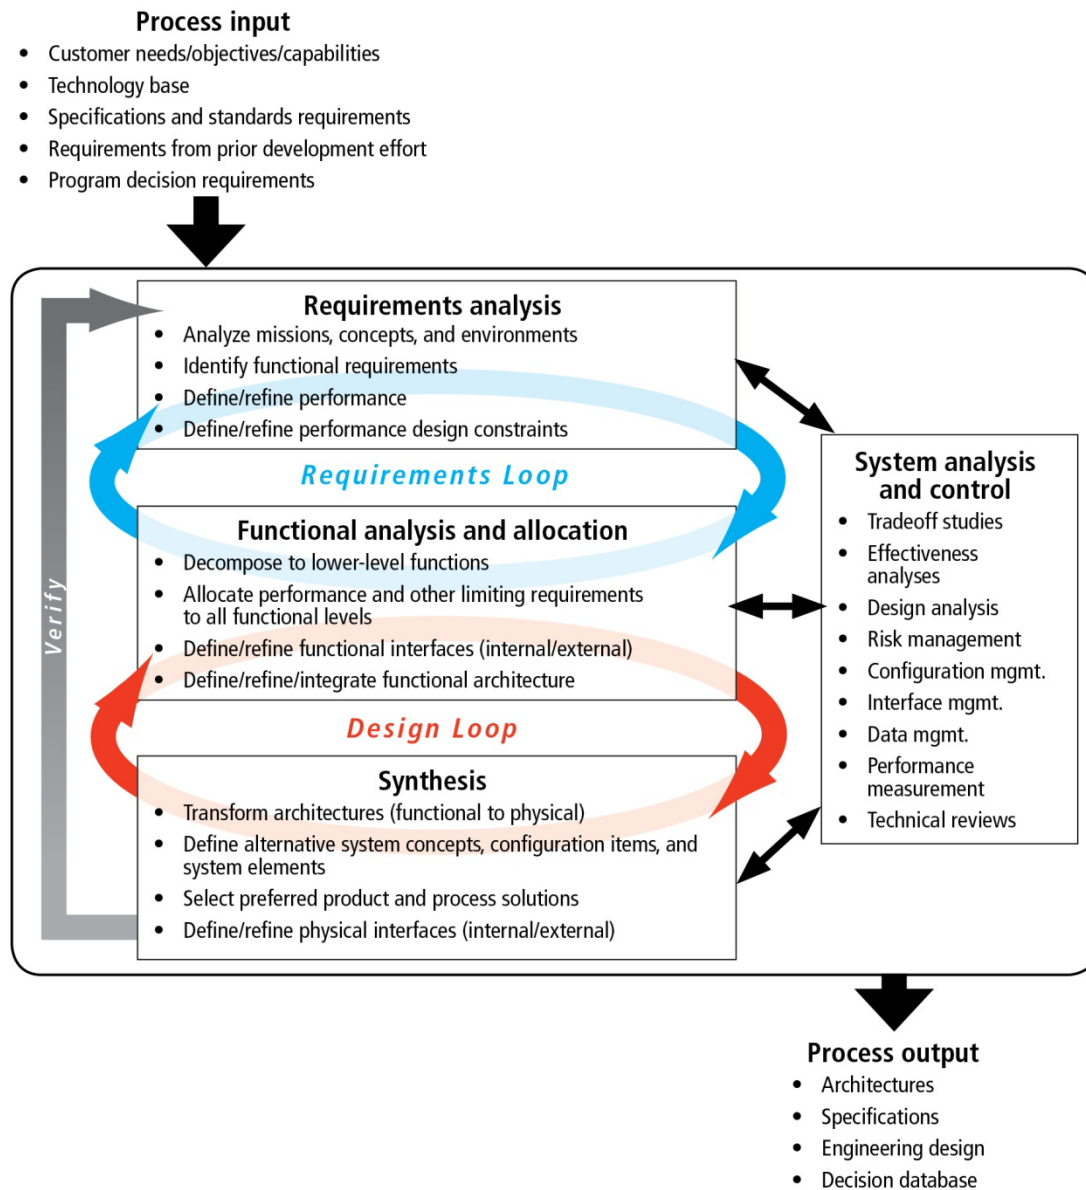 Process input
• Customer needs/objectives/capabilities
• Technology base
• Specifications and standards requirements
• Requirements from prior development effort
• Program decision requirements
Requirements analysis
• Analyze missions, concepts, and environments
• Identify functional requirements
• Define/refine performance
• Define/refine performance design constraints
Requirements Loop
Functional analysis and allocation
• Decompose to lower-level functions
• Allocate performance and other limiting requirements
to all functional levels
• Define/refine functional interfaces (internal/external)
• Define/refine/integrate functional architecture
Design Loop
Synthesis
• Transform architectures (functional to physical)
• Define alternative system concepts, configuration items, and
system elements
• Select preferred product and process solutions
• Define/refine physical interfaces (internal/external)
Verify
System analysis
and control
• Tradeoff studies
• Effectiveness
analyses
• Design analysis
• Risk management
• Configuration mgmt.
• Interface mgmt.
• Data mgmt.
• Performance
measurement
• Technical reviews
Process output
• Architectures
• Specifications
• Engineering design
• Decision database